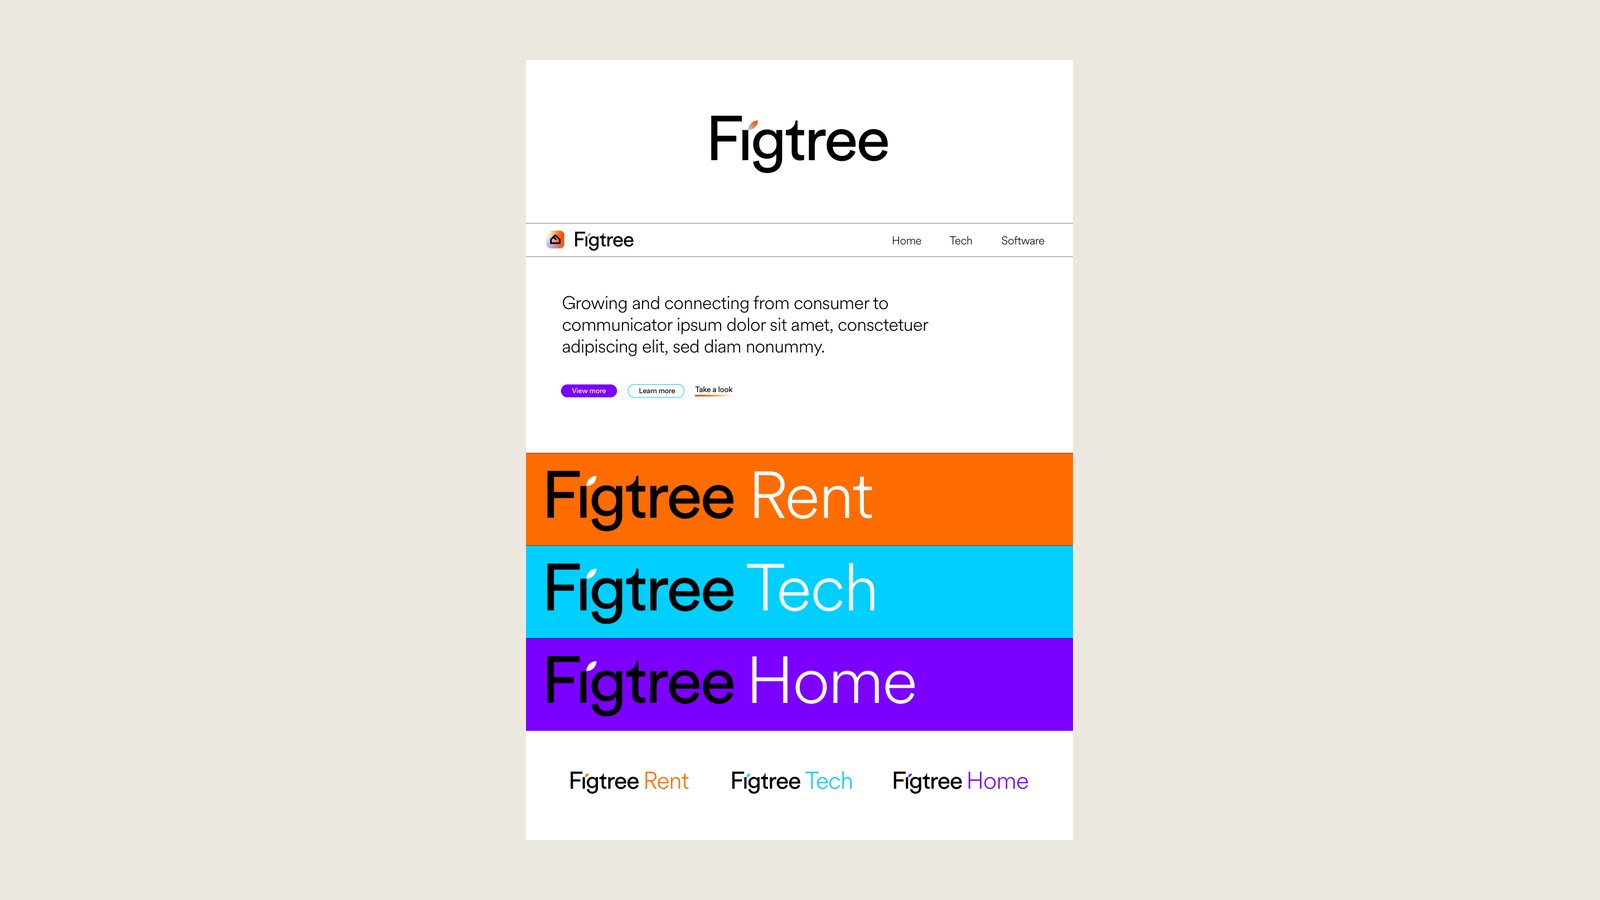 Figtree
Figtree Home Tech Software
Growing and connecting from consumer to
communicator ipsum dolor sit amet, consctetuer
adipiscing elit, sed diam nonummy.
View more Learn more Take a look
Figtree Rent
Figtree Tech
Figtree Home
Figtree Rent Figtree Tech Figtree Home